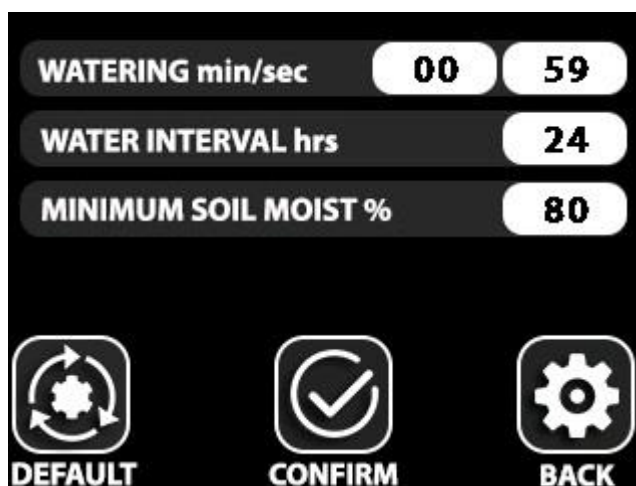 WATERING min/sec 00 59
WATER INTERVAL hrs 24
MINIMUM SOIL MOIST % 80
DEFAULT CONFIRM BACK